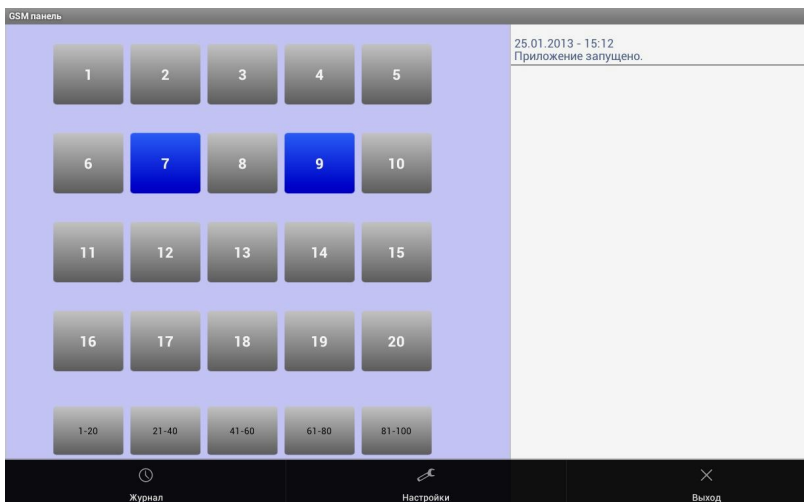 GSM панель
25.01.2013 - 15:12
Приложение запущено.
1 2 3 4 5
6 7 8 9 10
11 12 13 14 15
16 17 18 19 20
1-20 21-40 41-60 61-80 81-100
Журнал Настройки Выход